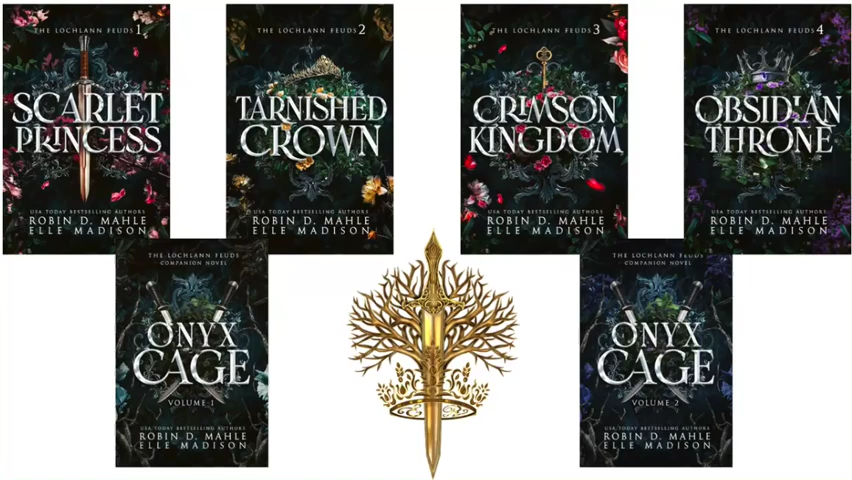 THE LOCHLANN FEUDS 1
SCARLET
PRINCESS
USA TODAY BESTSELLING AUTHORS
ROBIN D. MAHLE
ELLE MADISON
THE LOCHLANN FEUDS 2
TARNISHED
CROWN
USA TODAY BESTSELLING AUTHORS
ROBIN D. MAHLE
ELLE MADISON
THE LOCHLANN FEUDS 3
CRIMSON
KINGDOM
USA TODAY BESTSELLING AUTHORS
ROBIN D. MAHLE
ELLE MADISON
THE LOCHLANN FEUDS 4
OBSIDIAN
THRONE
USA TODAY BESTSELLING AUTHORS
ROBIN D. MAHLE
ELLE MADISON
THE LOCHLANN FEUDS
COMPANION NOVEL
ONYX
CAGE
VOLUME 1
USA TODAY BESTSELLING AUTHORS
ROBIN D. MAHLE
ELLE MADISON
THE LOCHLANN FEUDS
COMPANION NOVEL
ONYX
CAGE
VOLUME 2
USA TODAY BESTSELLING AUTHORS
ROBIN D. MAHLE
ELLE MADISON